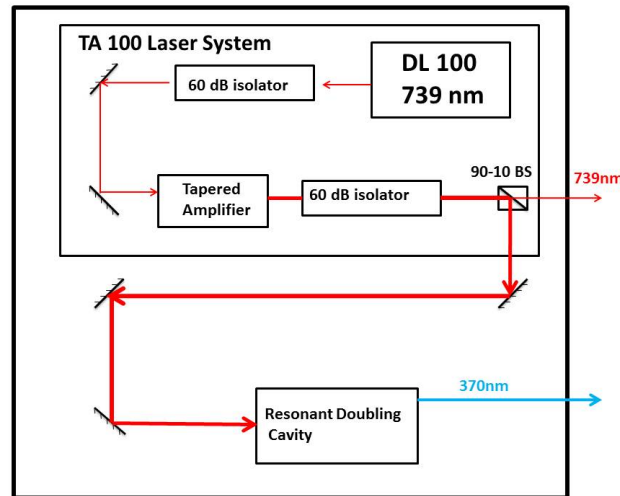 TA 100 Laser System
60 dB isolator
DL 100
739 nm
90-10 BS
739nm
Tapered
Amplifier
60 dB isolator
370nm
Resonant Doubling
Cavity